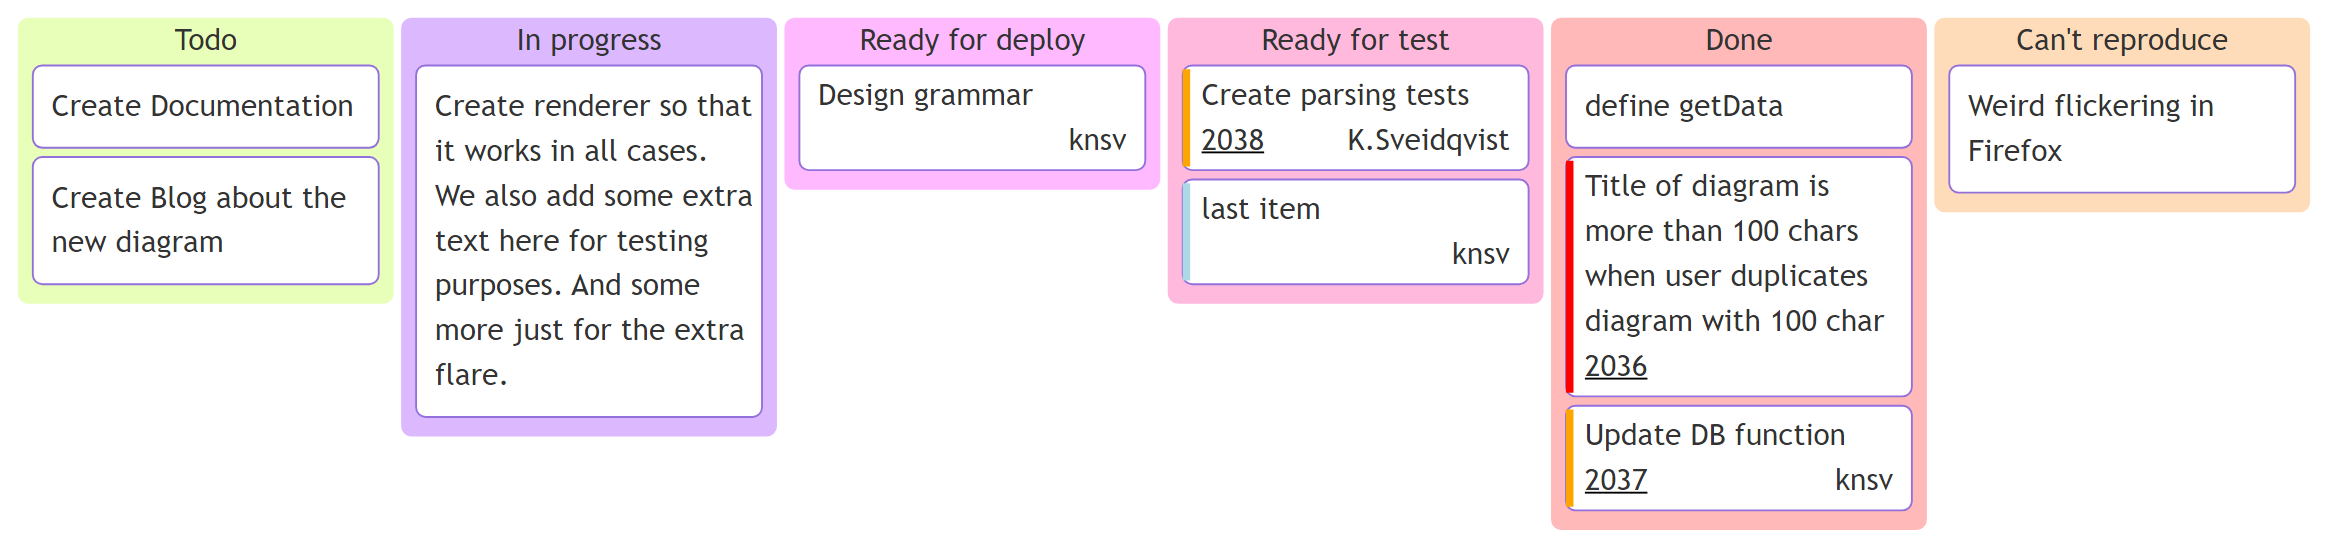 Todo
Create Documentation
Create Blog about the
new diagram
In progress
Create renderer so that
it works in all cases.
We also add some extra
text here for testing
purposes. And some
more just for the extra
flare.
Ready for deploy
Design grammar
knsv
Ready for test
Create parsing tests
2038 K.Sveidqvist
last item
knsv
Done
define getData
Title of diagram is
more than 100 chars
when user duplicates
diagram with 100 char
2036
Update DB function
2037 knsv
Can't reproduce
Weird flickering in
Firefox